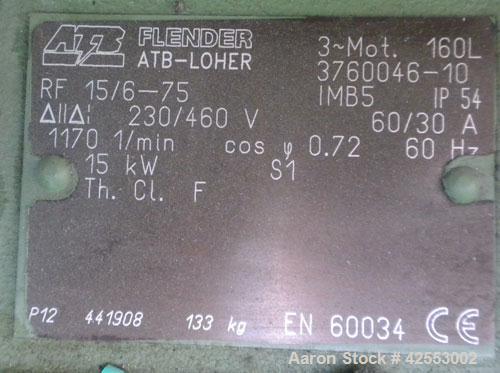 ATB FLENDER ATB-LOHER
3~Mot. 160L
3760046-10
RF 15/6-75 IMB5 IP 54
Δ||Δ/Δ 230/460 V 60/30 A
1170 1/min cos φ 0.72 60 Hz
15 kW S1
Th. Cl. F
P12 441908 133 kg EN 60034 CE
Aaron Stock # 42553002